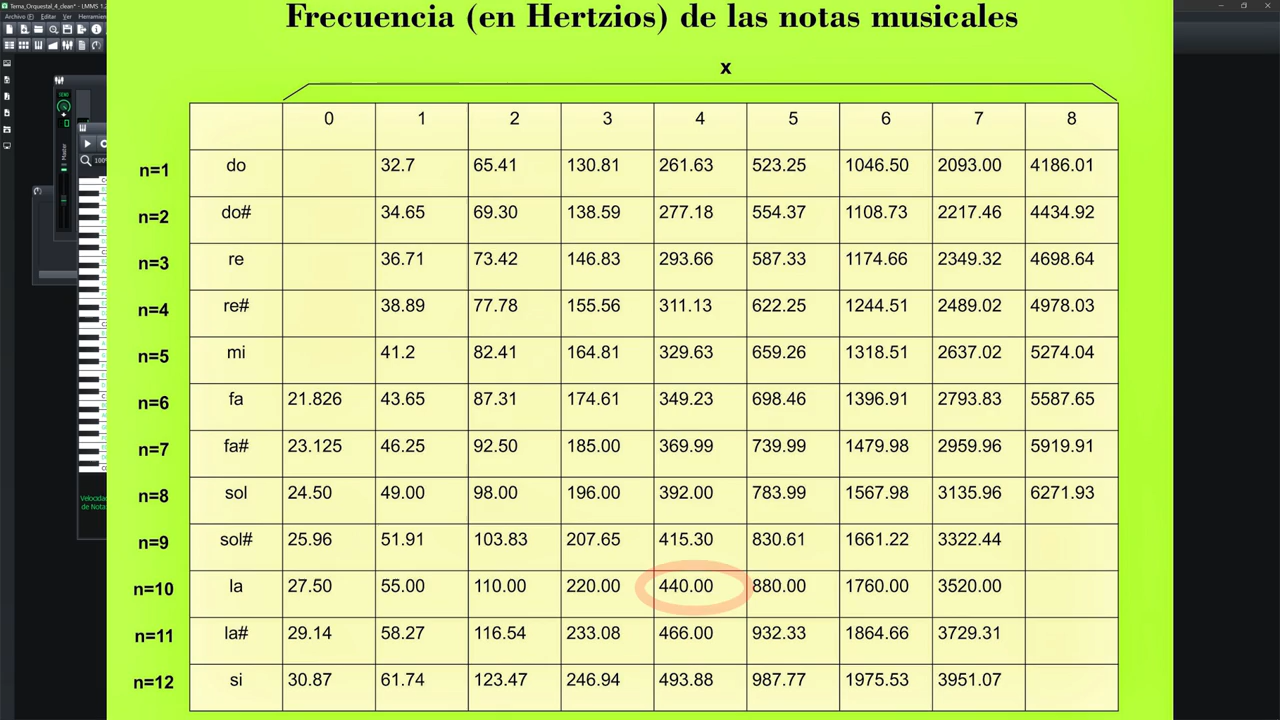 Tema_Orquestal_4_clean* - LMMS 1.2
Archivo (F) Editar Ver Herramien
Frecuencia (en Hertzios) de las notas musicales
x
0 1 2 3 4 5 6 7 8
n=1 do 32.7 65.41 130.81 261.63 523.25 1046.50 2093.00 4186.01
n=2 do# 34.65 69.30 138.59 277.18 554.37 1108.73 2217.46 4434.92
n=3 re 36.71 73.42 146.83 293.66 587.33 1174.66 2349.32 4698.64
n=4 re# 38.89 77.78 155.56 311.13 622.25 1244.51 2489.02 4978.03
n=5 mi 41.2 82.41 164.81 329.63 659.26 1318.51 2637.02 5274.04
n=6 fa 21.826 43.65 87.31 174.61 349.23 698.46 1396.91 2793.83 5587.65
n=7 fa# 23.125 46.25 92.50 185.00 369.99 739.99 1479.98 2959.96 5919.91
n=8 sol 24.50 49.00 98.00 196.00 392.00 783.99 1567.98 3135.96 6271.93
n=9 sol# 25.96 51.91 103.83 207.65 415.30 830.61 1661.22 3322.44
n=10 la 27.50 55.00 110.00 220.00 440.00 880.00 1760.00 3520.00
n=11 la# 29.14 58.27 116.54 233.08 466.00 932.33 1864.66 3729.31
n=12 si 30.87 61.74 123.47 246.94 493.88 987.77 1975.53 3951.07
Master
100%
Velocidad
de Nota